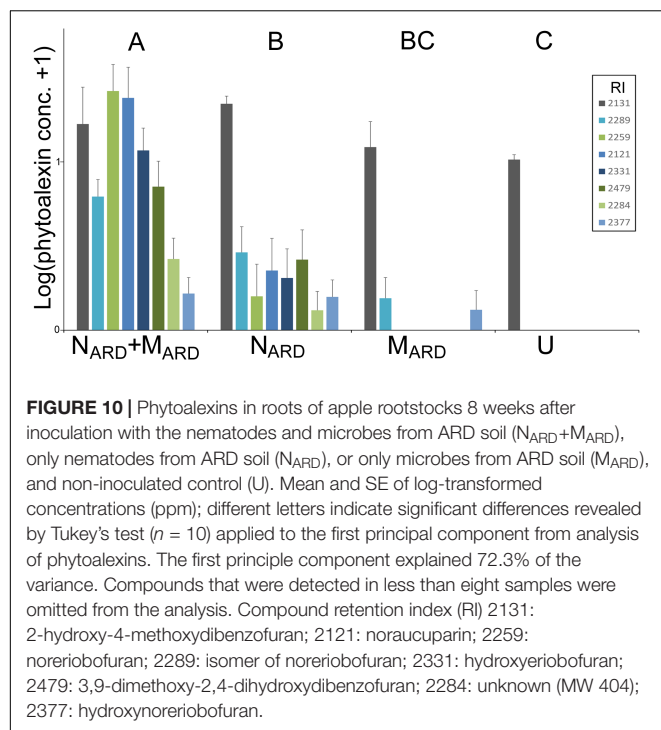 A B BC C
Log(phytoalexin conc. +1)
1
0
RI
2131
2289
2259
2121
2331
2479
2284
2377
NARD+MARD NARD MARD U
FIGURE 10 | Phytoalexins in roots of apple rootstocks 8 weeks after
inoculation with the nematodes and microbes from ARD soil (NARD+MARD),
only nematodes from ARD soil (NARD), or only microbes from ARD soil (MARD),
and non-inoculated control (U). Mean and SE of log-transformed
concentrations (ppm); different letters indicate significant differences revealed
by Tukey's test (n = 10) applied to the first principal component from analysis
of phytoalexins. The first principle component explained 72.3% of the
variance. Compounds that were detected in less than eight samples were
omitted from the analysis. Compound retention index (RI) 2131:
2-hydroxy-4-methoxydibenzofuran; 2121: noraucuparin; 2259:
noreriobofuran; 2289: isomer of noreriobofuran; 2331: hydroxyeriobofuran;
2479: 3,9-dimethoxy-2,4-dihydroxydibenzofuran; 2284: unknown (MW 404);
2377: hydroxynoreriobofuran.